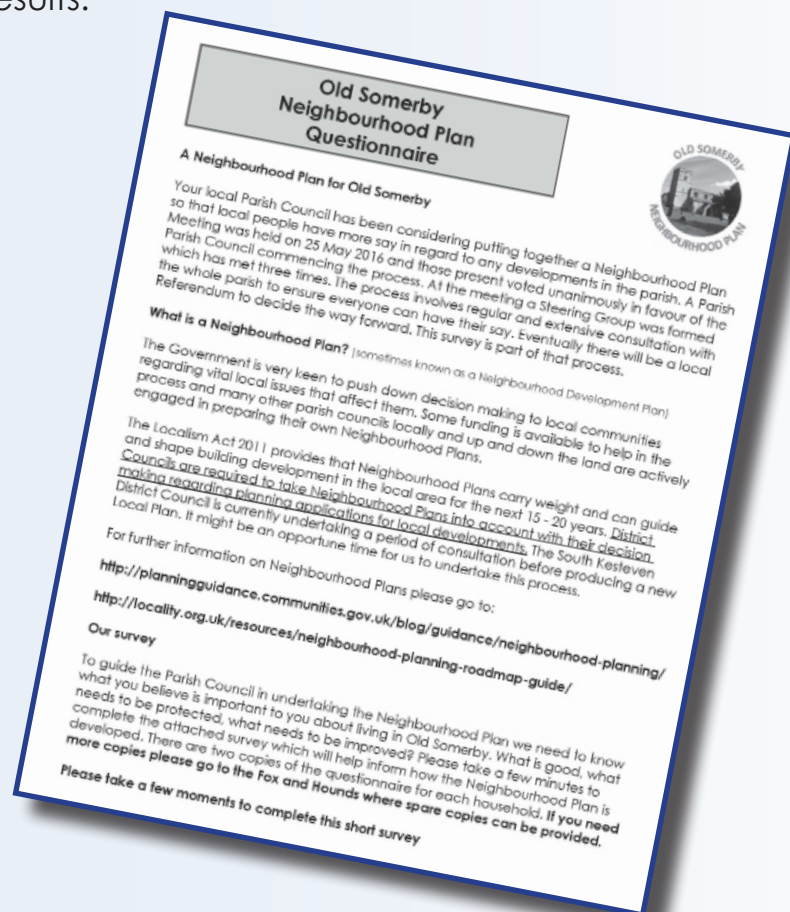 esults.
Old Somerby
Neighbourhood Plan
Questionnaire
OLD SOMERBY
NEIGHBOURHOOD PLAN
A Neighbourhood Plan for Old Somerby
Your local Parish Council has been considering putting together a Neighbourhood Plan
so that local people have more say in regard to any developments in the parish. A Parish
Meeting was held on 25 May 2016 and those present voted unanimously in favour of the
Parish Council commencing the process. At the meeting a Steering Group was formed
which has met three times. The process involves regular and extensive consultation with
the whole parish to ensure everyone can have their say. Eventually there will be a local
Referendum to decide the way forward. This survey is part of that process.
What is a Neighbourhood Plan? (sometimes known as a Neighbourhood Development Plan)
The Government is very keen to push down decision making to local communities
regarding vital local issues that affect them. Some funding is available to help in the
process and many other parish councils locally and up and down the land are actively
engaged in preparing their own Neighbourhood Plans.
The Localism Act 2011 provides that Neighbourhood Plans carry weight and can guide
and shape building development in the local area for the next 15 - 20 years. District
Councils are required to take Neighbourhood Plans into account with their decision
making regarding planning applications for local developments. The South Kesteven
District Council is currently undertaking a period of consultation before producing a new
Local Plan. It might be an opportune time for us to undertake this process.
For further information on Neighbourhood Plans please go to:
http://planningguidance.communities.gov.uk/blog/guidance/neighbourhood-planning/
http://locality.org.uk/resources/neighbourhood-planning-roadmap-guide/
Our survey
To guide the Parish Council in undertaking the Neighbourhood Plan we need to know
what you believe is important to you about living in Old Somerby. What is good, what
needs to be protected, what needs to be improved? Please take a few minutes to
complete the attached survey which will help inform how the Neighbourhood Plan is
developed. There are two copies of the questionnaire for each household. If you need
more copies please go to the Fox and Hounds where spare copies can be provided.
Please take a few moments to complete this short survey